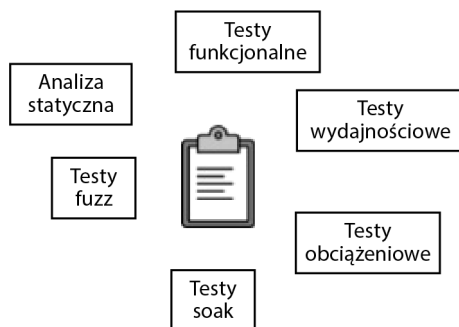 Testy
funkcjonalne
Analiza
statyczna
Testy
wydajnościowe
Testy
fuzz
Testy
obciążeniowe
Testy
soak